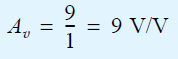 A_v = 9/1 = 9 V/V